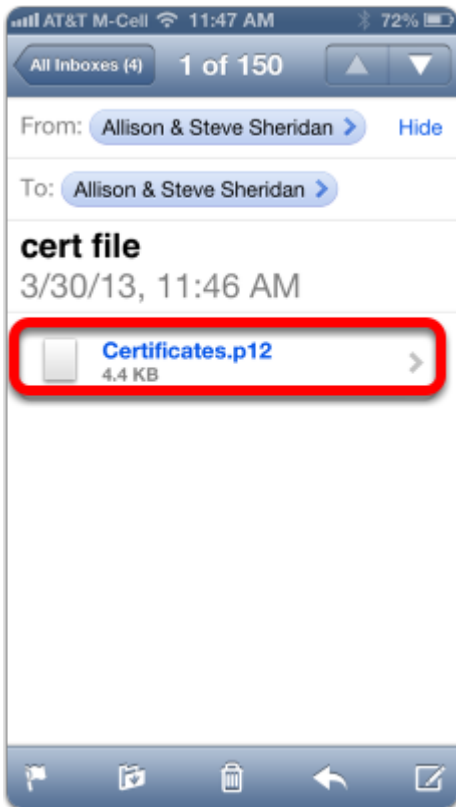 AT&T M-Cell 11:47 AM 72%
All Inboxes (4) 1 of 150
From: Allison & Steve Sheridan Hide
To: Allison & Steve Sheridan
cert file
3/30/13, 11:46 AM
Certificates.p12
4.4 KB